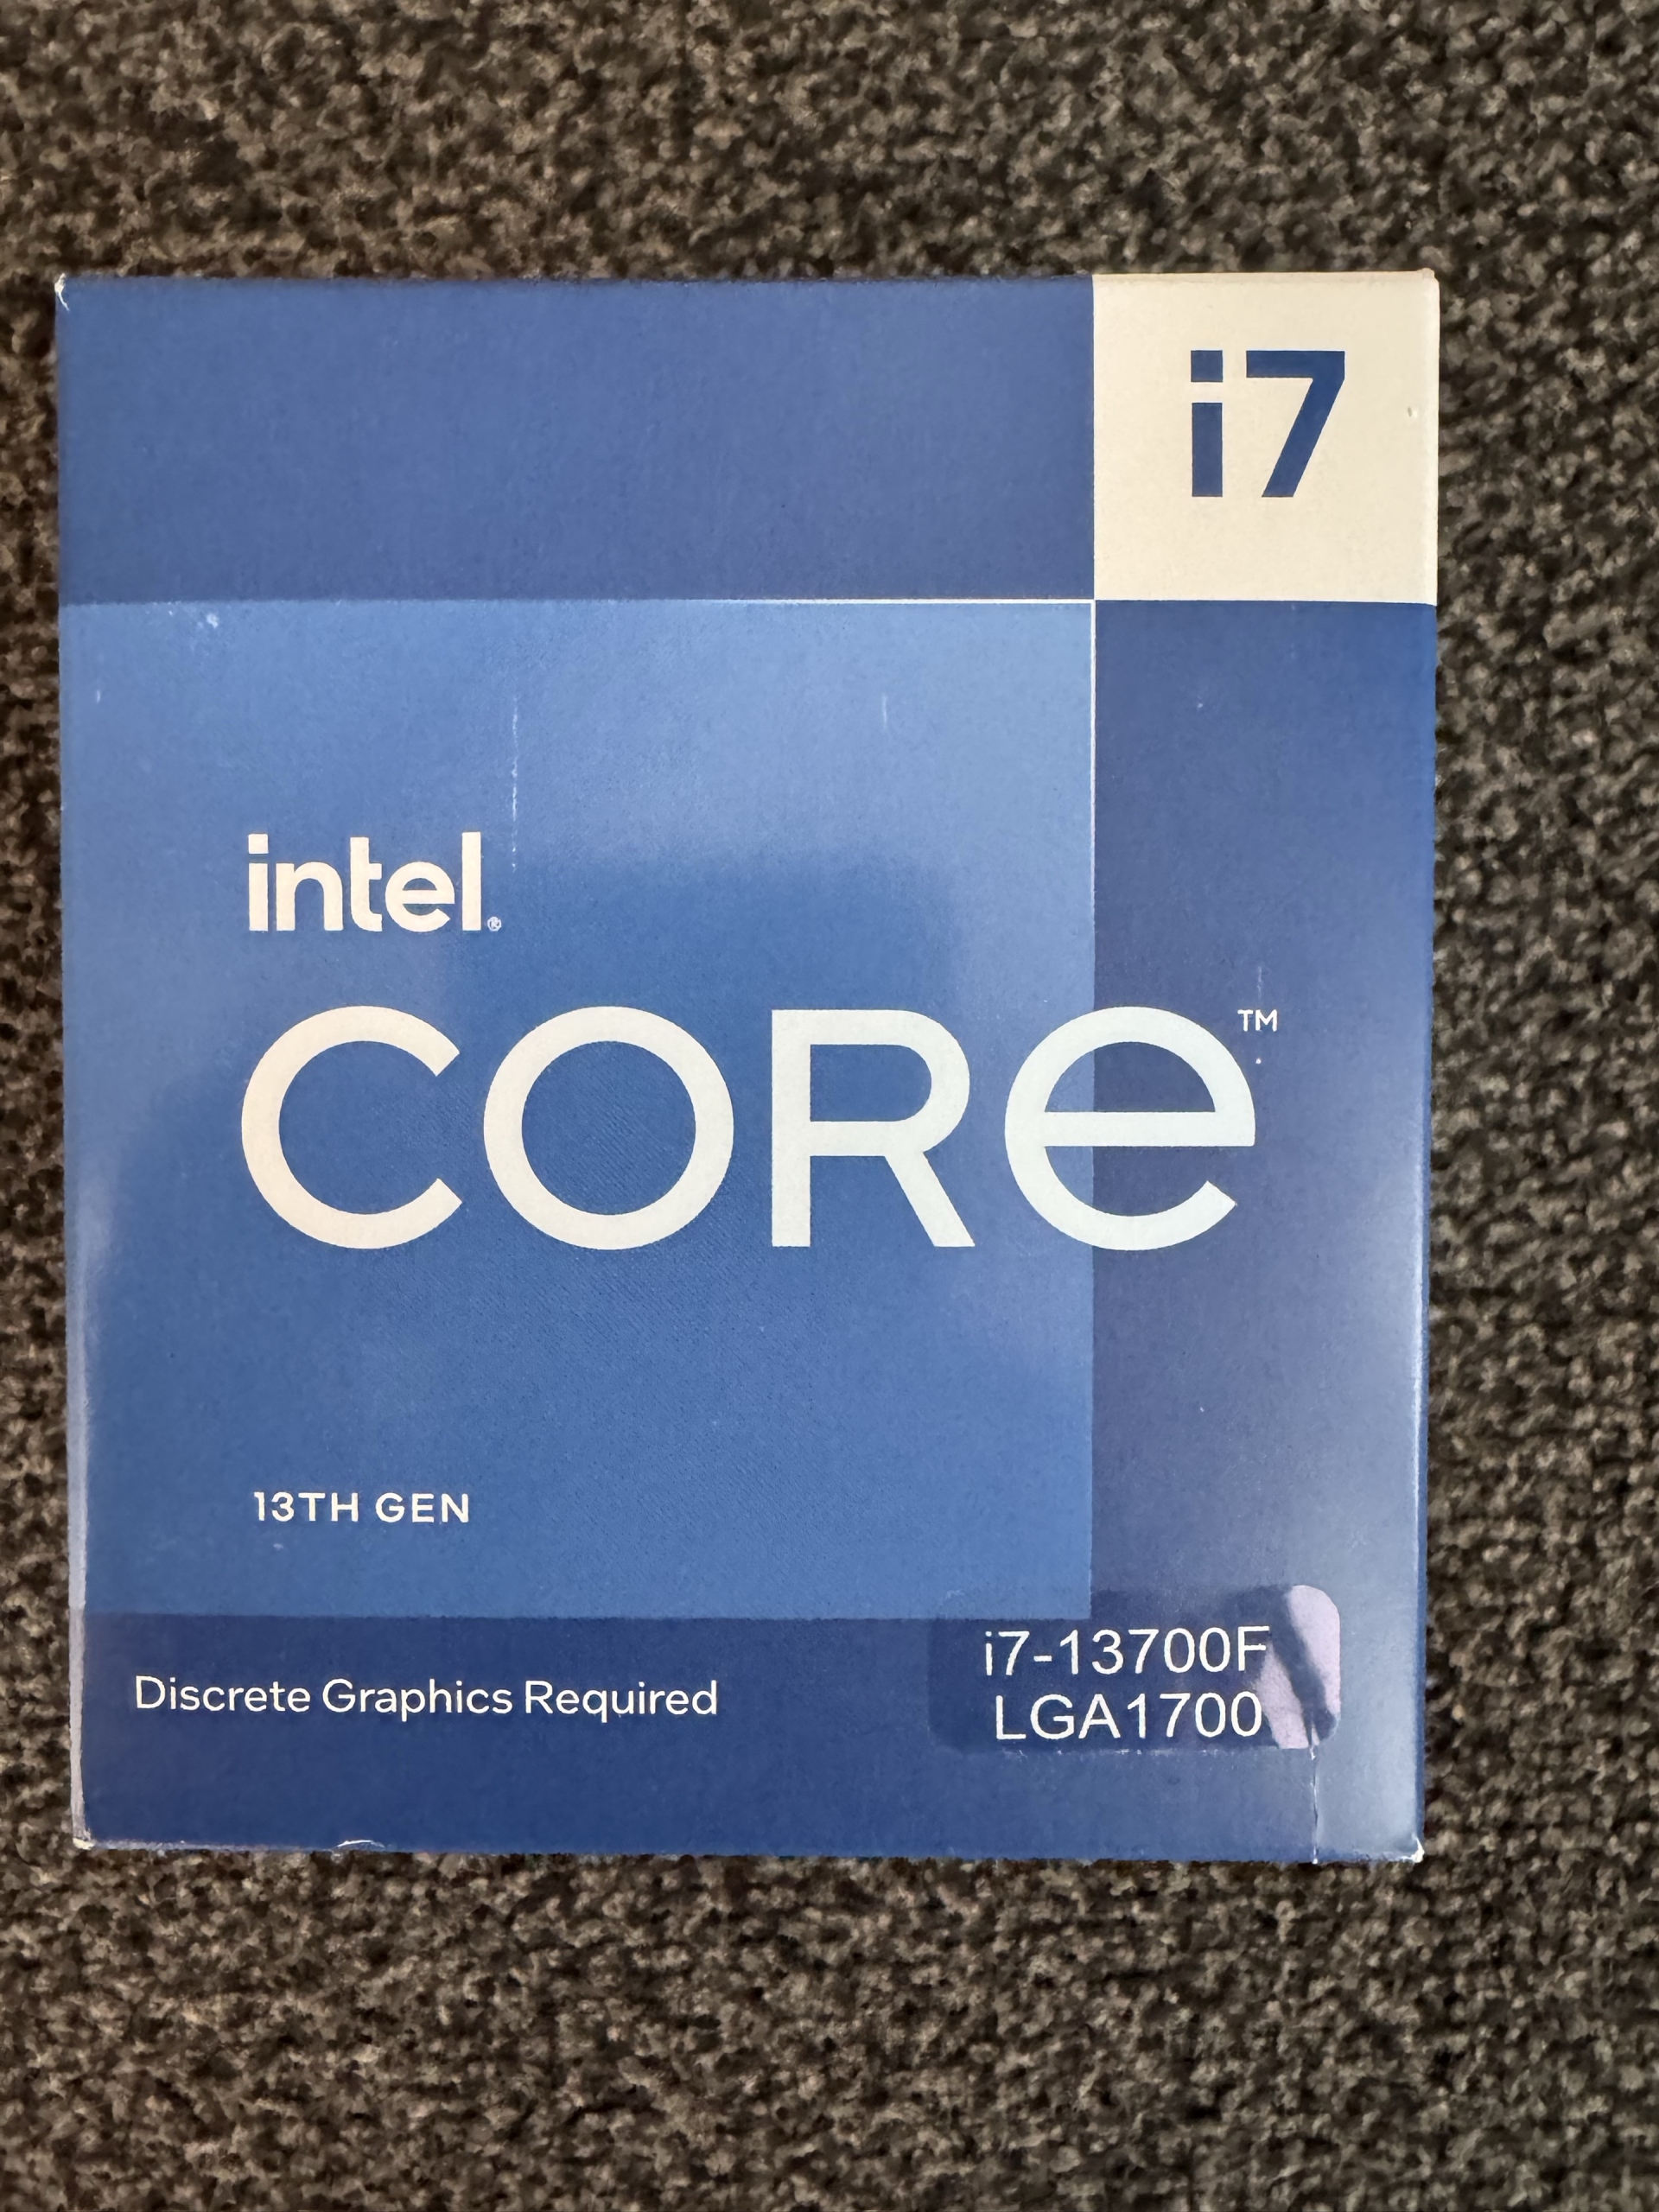 i7
intel®
CORe™
13TH GEN
Discrete Graphics Required
i7-13700F
LGA1700